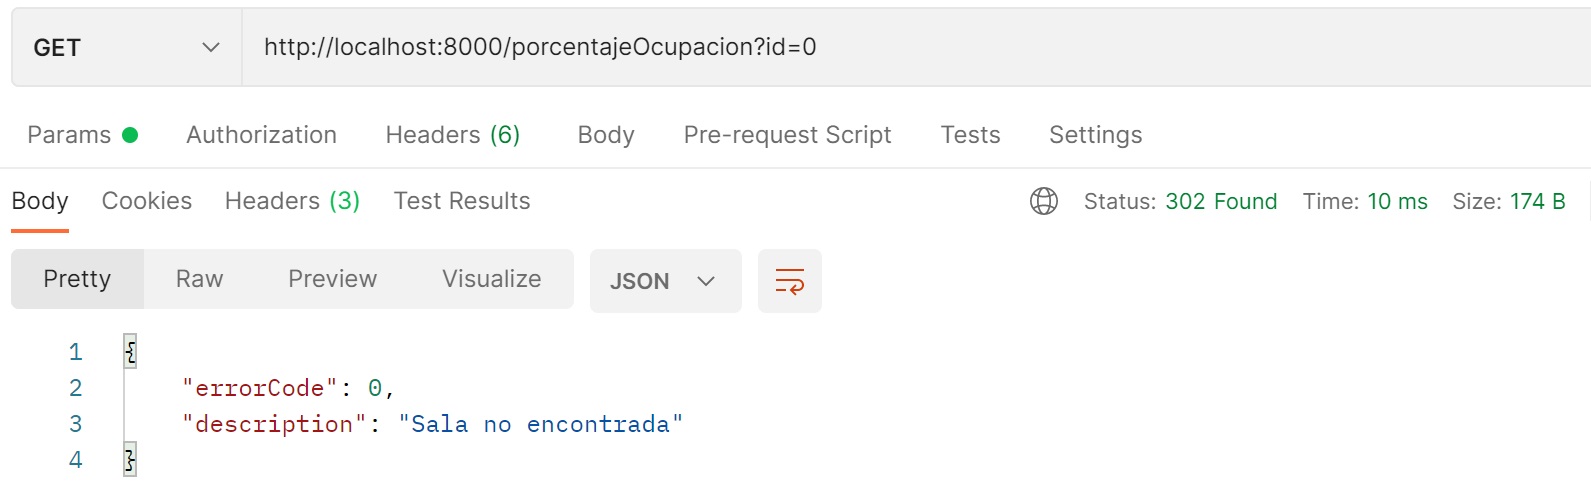 GET http://localhost:8000/porcentajeOcupacion?id=0
Params Authorization Headers (6) Body Pre-request Script Tests Settings
Body Cookies Headers (3) Test Results Status: 302 Found Time: 10 ms Size: 174 B
Pretty Raw Preview Visualize JSON
1 {
2 "errorCode": 0,
3 "description": "Sala no encontrada"
4 }